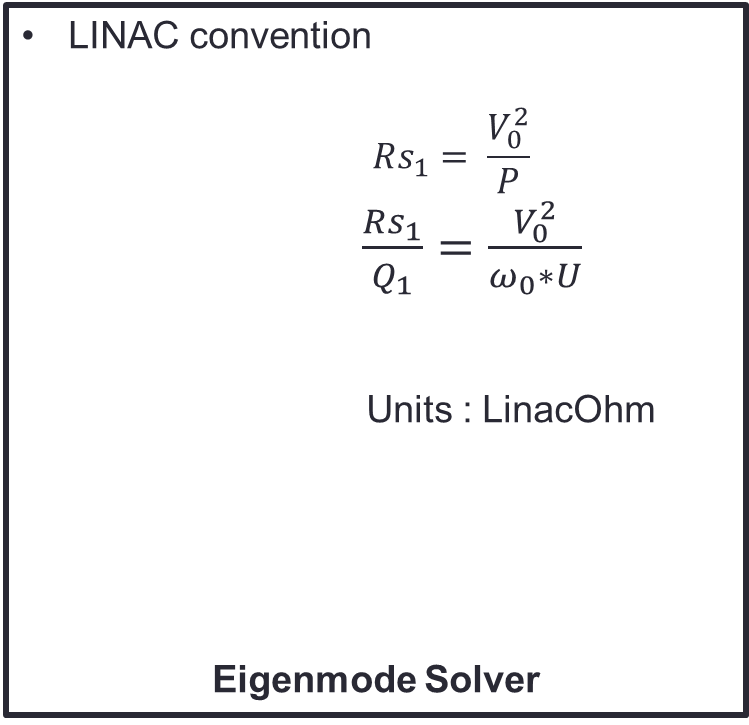 • LINAC convention
Rs₁ = V₀²/P
Rs₁/Q₁ = V₀²/ω₀*U
Units : LinacOhm
Eigenmode Solver